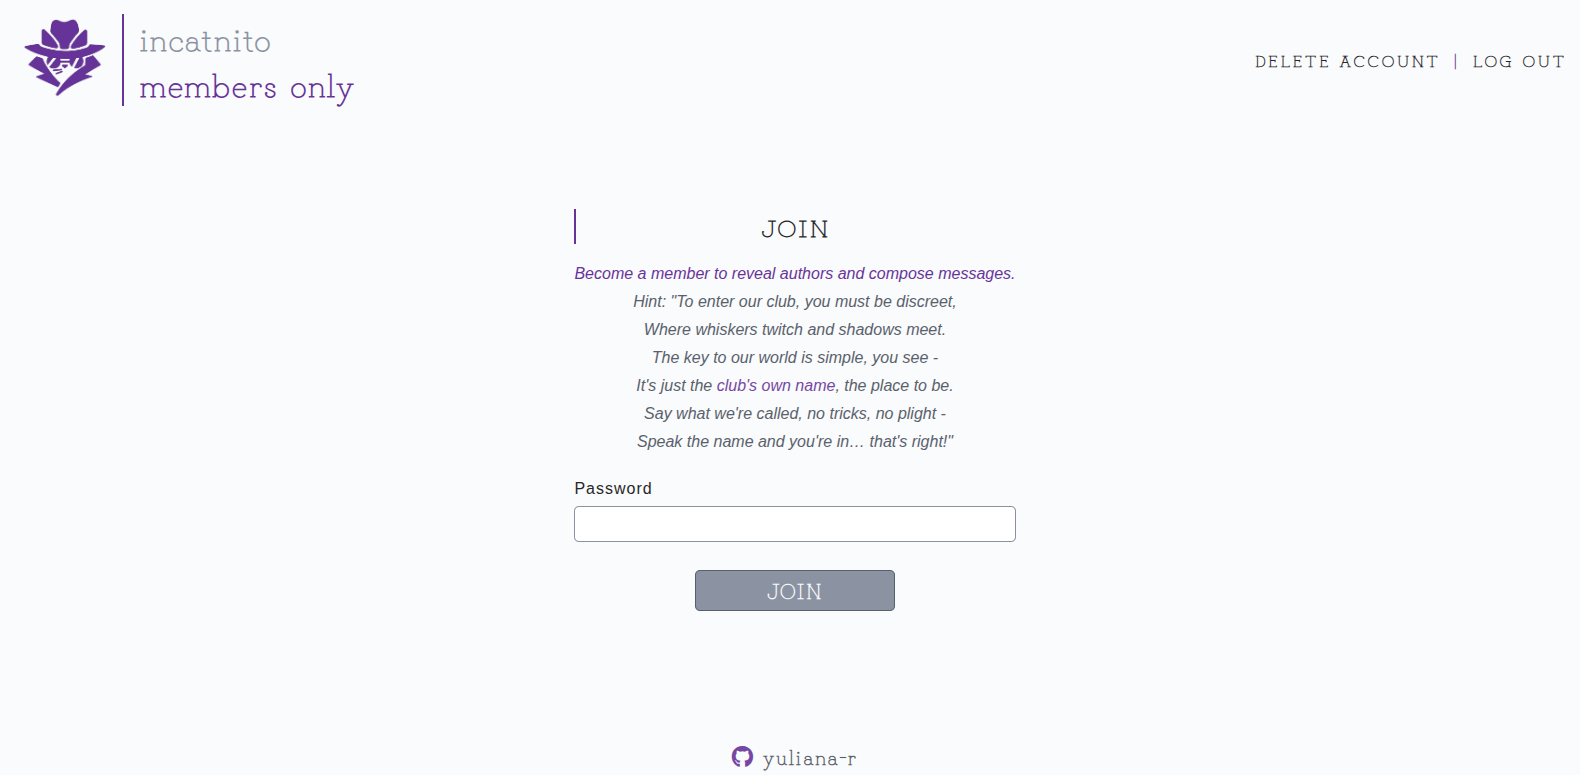 incatnito
members only
DELETE ACCOUNT | LOG OUT
JOIN
Become a member to reveal authors and compose messages.
Hint: "To enter our club, you must be discreet,
Where whiskers twitch and shadows meet.
The key to our world is simple, you see -
It's just the club's own name, the place to be.
Say what we're called, no tricks, no plight -
Speak the name and you're in… that's right!"
Password
JOIN
yuliana-r